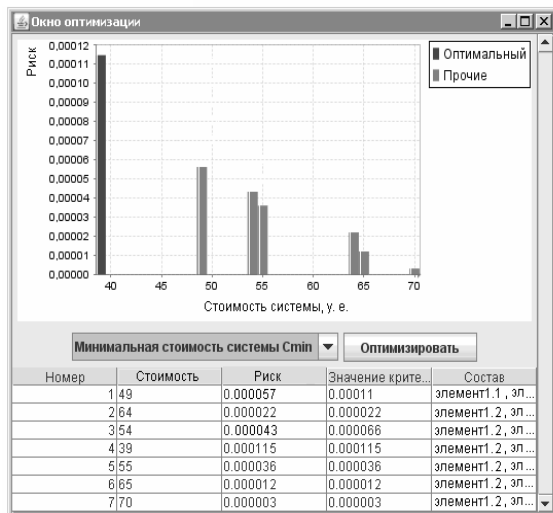 Окно оптимизации
Риск
0,00012
0,00011
0,00010
0,00009
0,00008
0,00007
0,00006
0,00005
0,00004
0,00003
0,00002
0,00001
0,00000
40 45 50 55 60 65 70
Стоимость системы, у. е.
Оптимальный
Прочие
Минимальная стоимость системы Cmin
Оптимизировать
Номер Стоимость Риск Значение крите... Состав
1 49 0.000057 0.00011 элемент1.1 , эл...
2 64 0.000022 0.000022 элемент1.2 , эл...
3 54 0.000043 0.000066 элемент1.2 , эл...
4 39 0.000115 0.000115 элемент1.2 , эл...
5 55 0.000036 0.000036 элемент1.2 , эл...
6 65 0.000012 0.000012 элемент1.2 , эл...
7 70 0.000003 0.000003 элемент1.2 , эл...